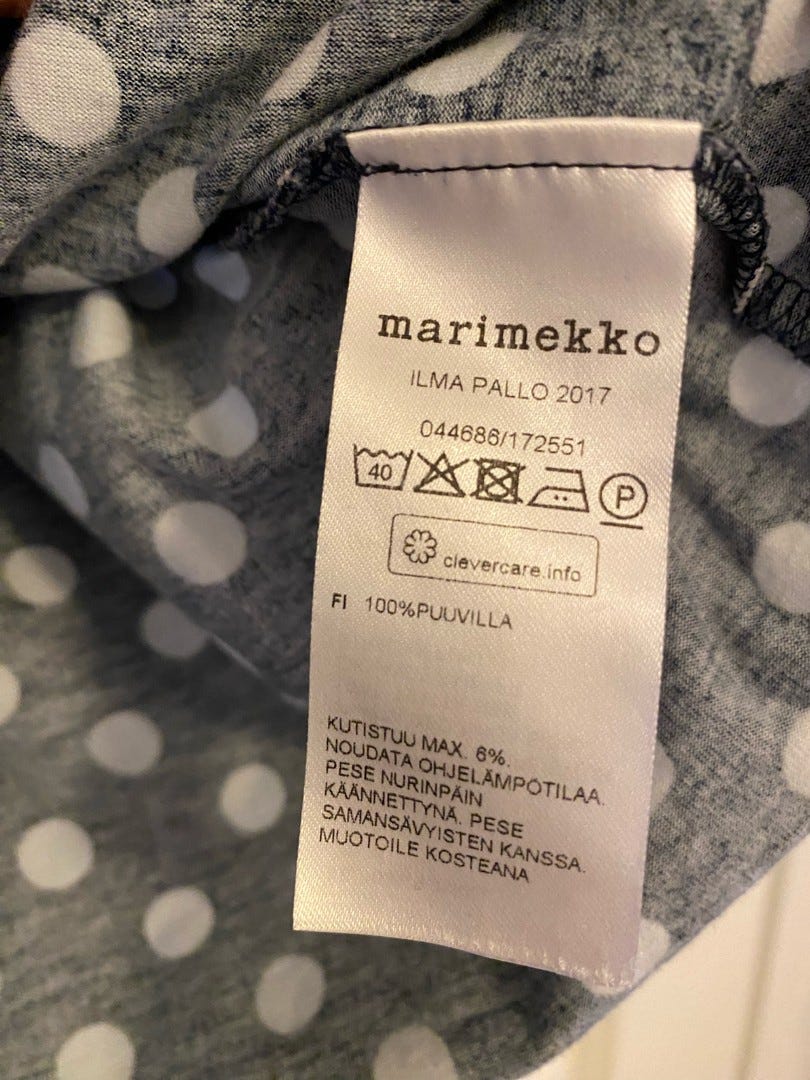 marimekko
ILMA PALLO 2017
044686/172551
40 P
clevercare.info
FI 100%PUUVILLA
KUTISTUU MAX. 6%.
NOUDATA OHJELÄMPÖTILAA.
PESE NURINPÄIN
KÄÄNNETTYNÄ. PESE
SAMANSÄVYISTEN KANSSA.
MUOTOILE KOSTEANA